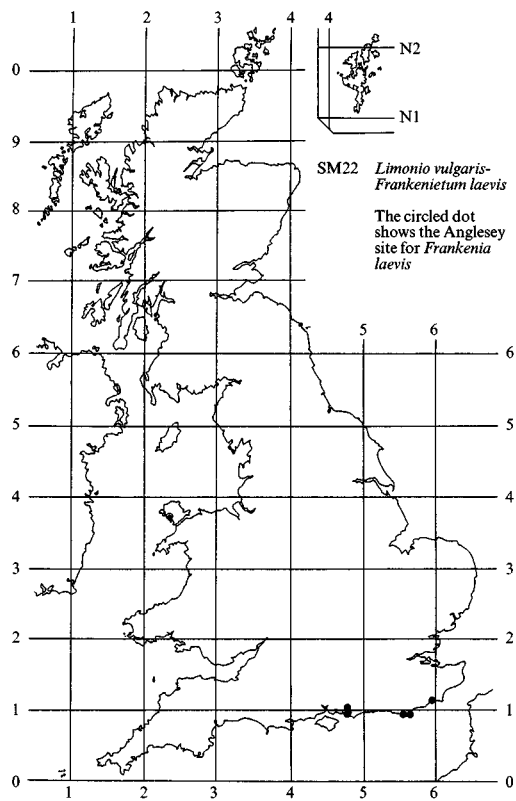 1 2 3 4 4
0 N2
N1
9
SM22 Limonio vulgaris-
Frankenietum laevis
8
The circled dot
shows the Anglesey
site for Frankenia
laevis
7
5 6
6 6
5 5
4 4
3 3
2 2
1 1
0 0
1 2 3 4 5 6